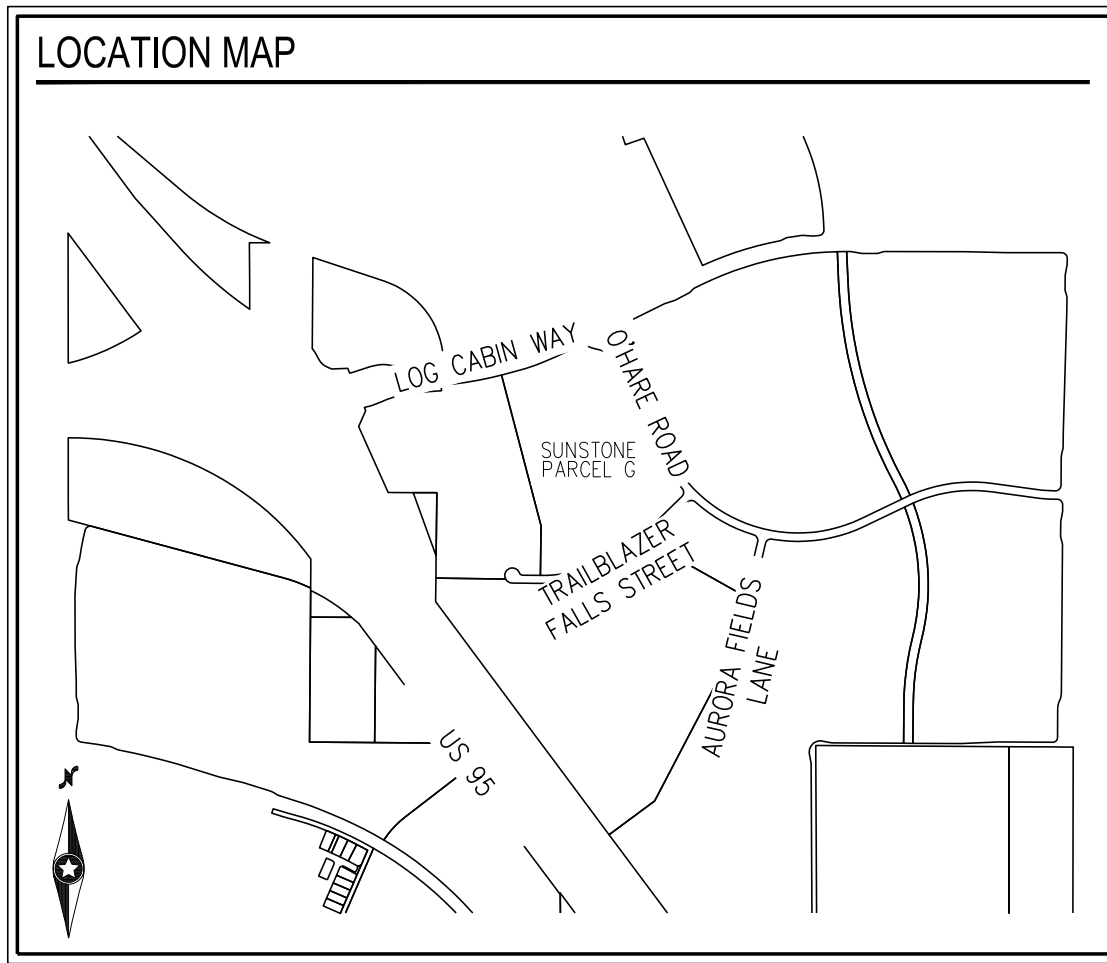 LOCATION MAP
LOG CABIN WAY
O'HARE ROAD
SUNSTONE
PARCEL G
TRAILBLAZER
FALLS STREET
AURORA FIELDS
LANE
US 95
N